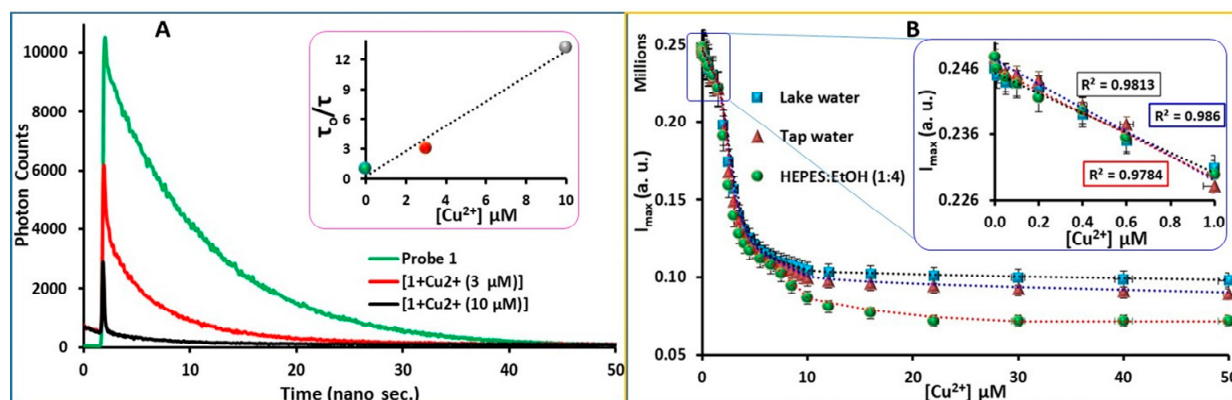 A
Photon Counts
10000
8000
6000
4000
2000
0
0 10 20 30 40 50
Time (nano sec.)
τ₀/τ
12
9
6
3
0
0 2 4 6 8 10
[Cu²⁺] µM
Probe 1
[1+Cu2+ (3 µM)]
[1+Cu2+ (10 µM)]
B
Millions
I_max (a. u.)
0.25
0.20
0.15
0.10
0.05
0 10 20 30 40 50
[Cu²⁺] µM
Lake water
Tap water
HEPES:EtOH (1:4)
I_max (a. u.)
0.246
0.236
0.226
R² = 0.9813
R² = 0.986
R² = 0.9784
0.0 0.2 0.4 0.6 0.8 1.0
[Cu²⁺] µM